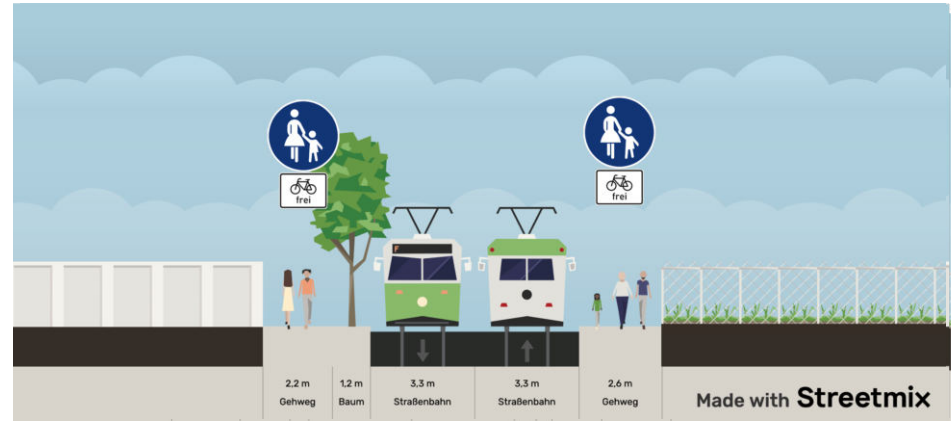 frei
frei
2,2 m
Gehweg
1,2 m
Baum
3,3 m
Straßenbahn
3,3 m
Straßenbahn
2,6 m
Gehweg
Made with Streetmix